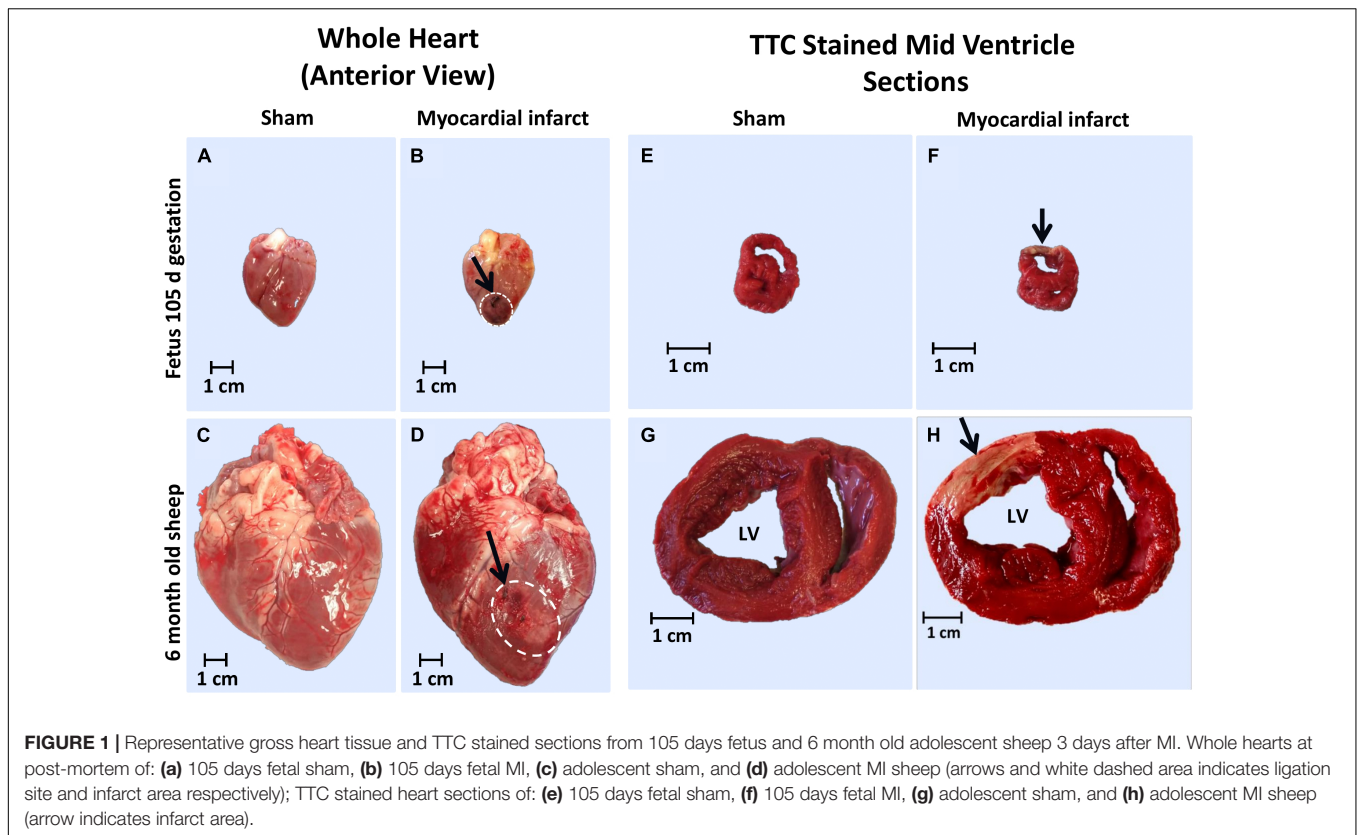 Whole Heart
(Anterior View)
TTC Stained Mid Ventricle
Sections
Sham
Myocardial infarct
Sham
Myocardial infarct
Fetus 105 d gestation
A
1 cm
B
1 cm
E
1 cm
F
1 cm
6 month old sheep
C
1 cm
D
1 cm
G
LV
1 cm
H
LV
1 cm
FIGURE 1 | Representative gross heart tissue and TTC stained sections from 105 days fetus and 6 month old adolescent sheep 3 days after MI. Whole hearts at
post-mortem of: (a) 105 days fetal sham, (b) 105 days fetal MI, (c) adolescent sham, and (d) adolescent MI sheep (arrows and white dashed area indicates ligation
site and infarct area respectively); TTC stained heart sections of: (e) 105 days fetal sham, (f) 105 days fetal MI, (g) adolescent sham, and (h) adolescent MI sheep
(arrow indicates infarct area).